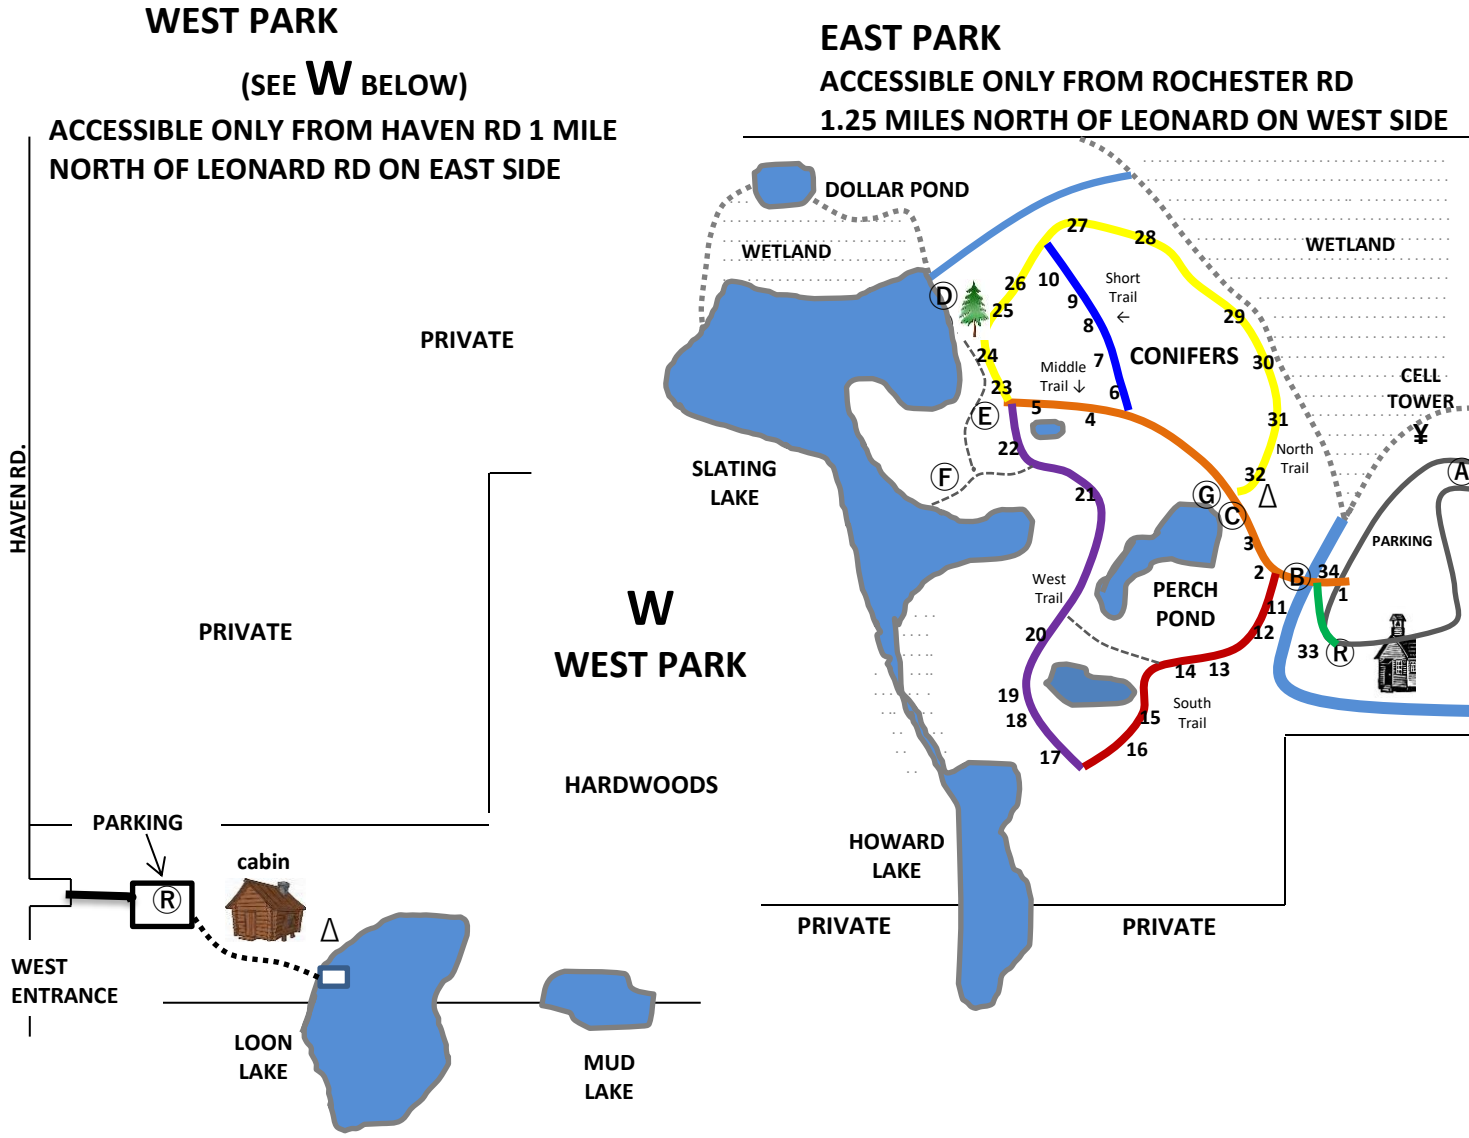 WEST PARK
(SEE W BELOW)
ACCESSIBLE ONLY FROM HAVEN RD 1 MILE
NORTH OF LEONARD RD ON EAST SIDE
EAST PARK
ACCESSIBLE ONLY FROM ROCHESTER RD
1.25 MILES NORTH OF LEONARD ON WEST SIDE
DOLLAR POND
WETLAND
WETLAND
27
28
26
10
Short
Trail
←
D
25
9
8
29
PRIVATE
24
7
CONIFERS
30
Middle
Trail ↓
23
6
CELL
TOWER
¥
E
5
4
31
22
North
Trail
SLATING
LAKE
F
21
32
Δ
A
G
C
HAVEN RD.
3
PARKING
2
B
34
1
West
Trail
PERCH
POND
11
W
WEST PARK
PRIVATE
20
12
33
R
14
13
19
18
15
South
Trail
16
17
HARDWOODS
PARKING
HOWARD
LAKE
cabin
R
Δ
PRIVATE
PRIVATE
WEST
ENTRANCE
LOON
LAKE
MUD
LAKE